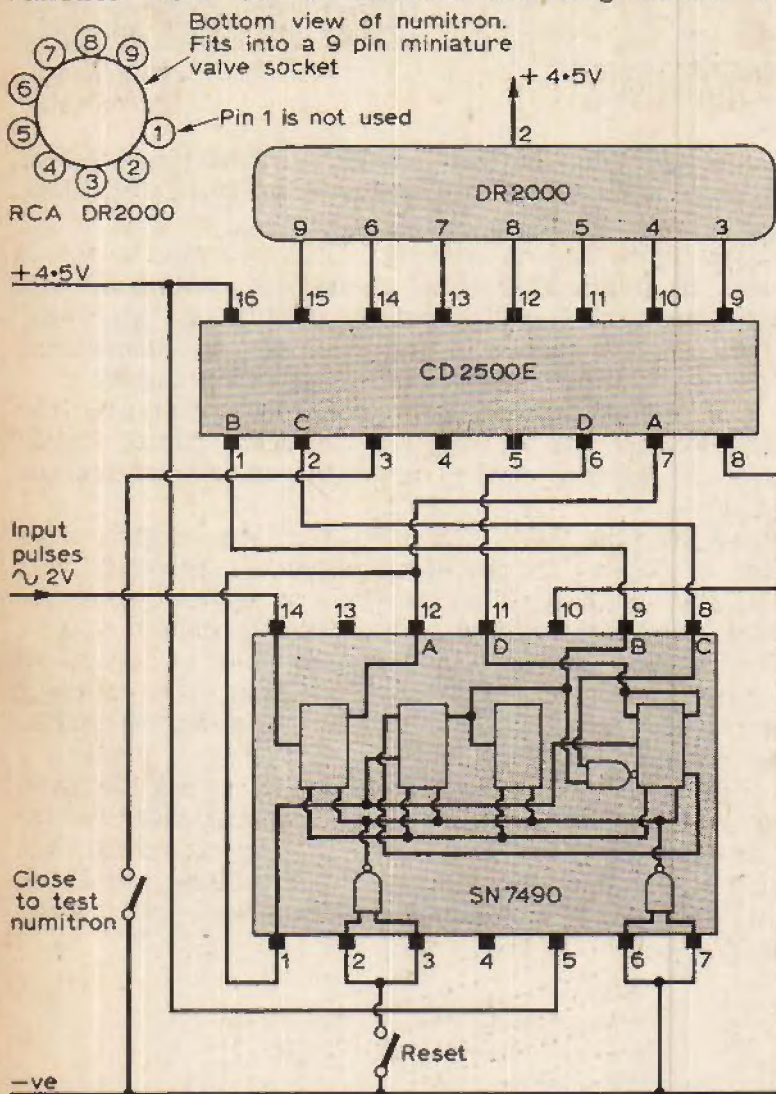 Bottom view of numitron.
Fits into a 9 pin miniature
valve socket
7 8 9
6
5 1
4 3 2
Pin 1 is not used
RCA DR2000
+ 4·5V
2
DR2000
9 6 7 8 5 4 3
+ 4·5V
16 15 14 13 12 11 10 9
CD2500E
B C D A
1 2 3 4 5 6 7 8
Input
pulses
∿ 2V
14 13 12 11 10 9 8
A D B C
SN7490
Close
to test
numitron
1 2 3 4 5 6 7
Reset
-ve